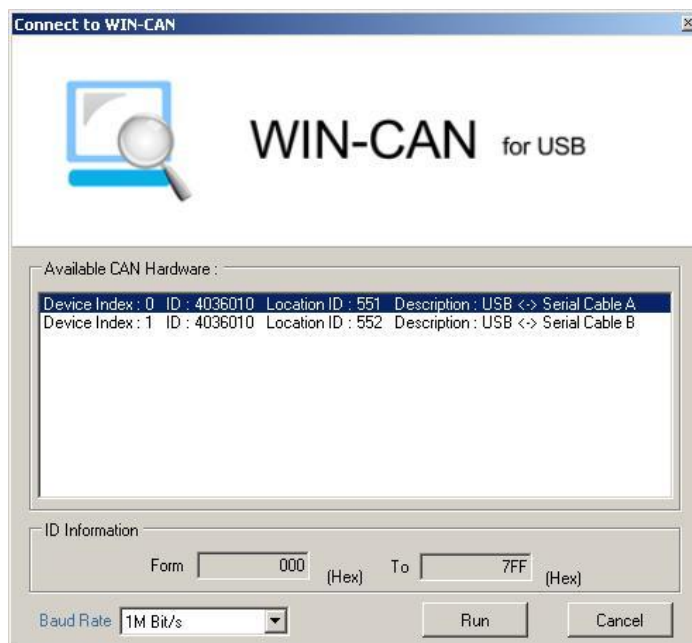 Connect to WIN-CAN
WIN-CAN for USB
Available CAN Hardware :
Device Index : 0 ID : 4036010 Location ID : 551 Description : USB <-> Serial Cable A
Device Index : 1 ID : 4036010 Location ID : 552 Description : USB <-> Serial Cable B
ID Information
Form 000 (Hex) To 7FF (Hex)
Baud Rate 1M Bit/s Run Cancel